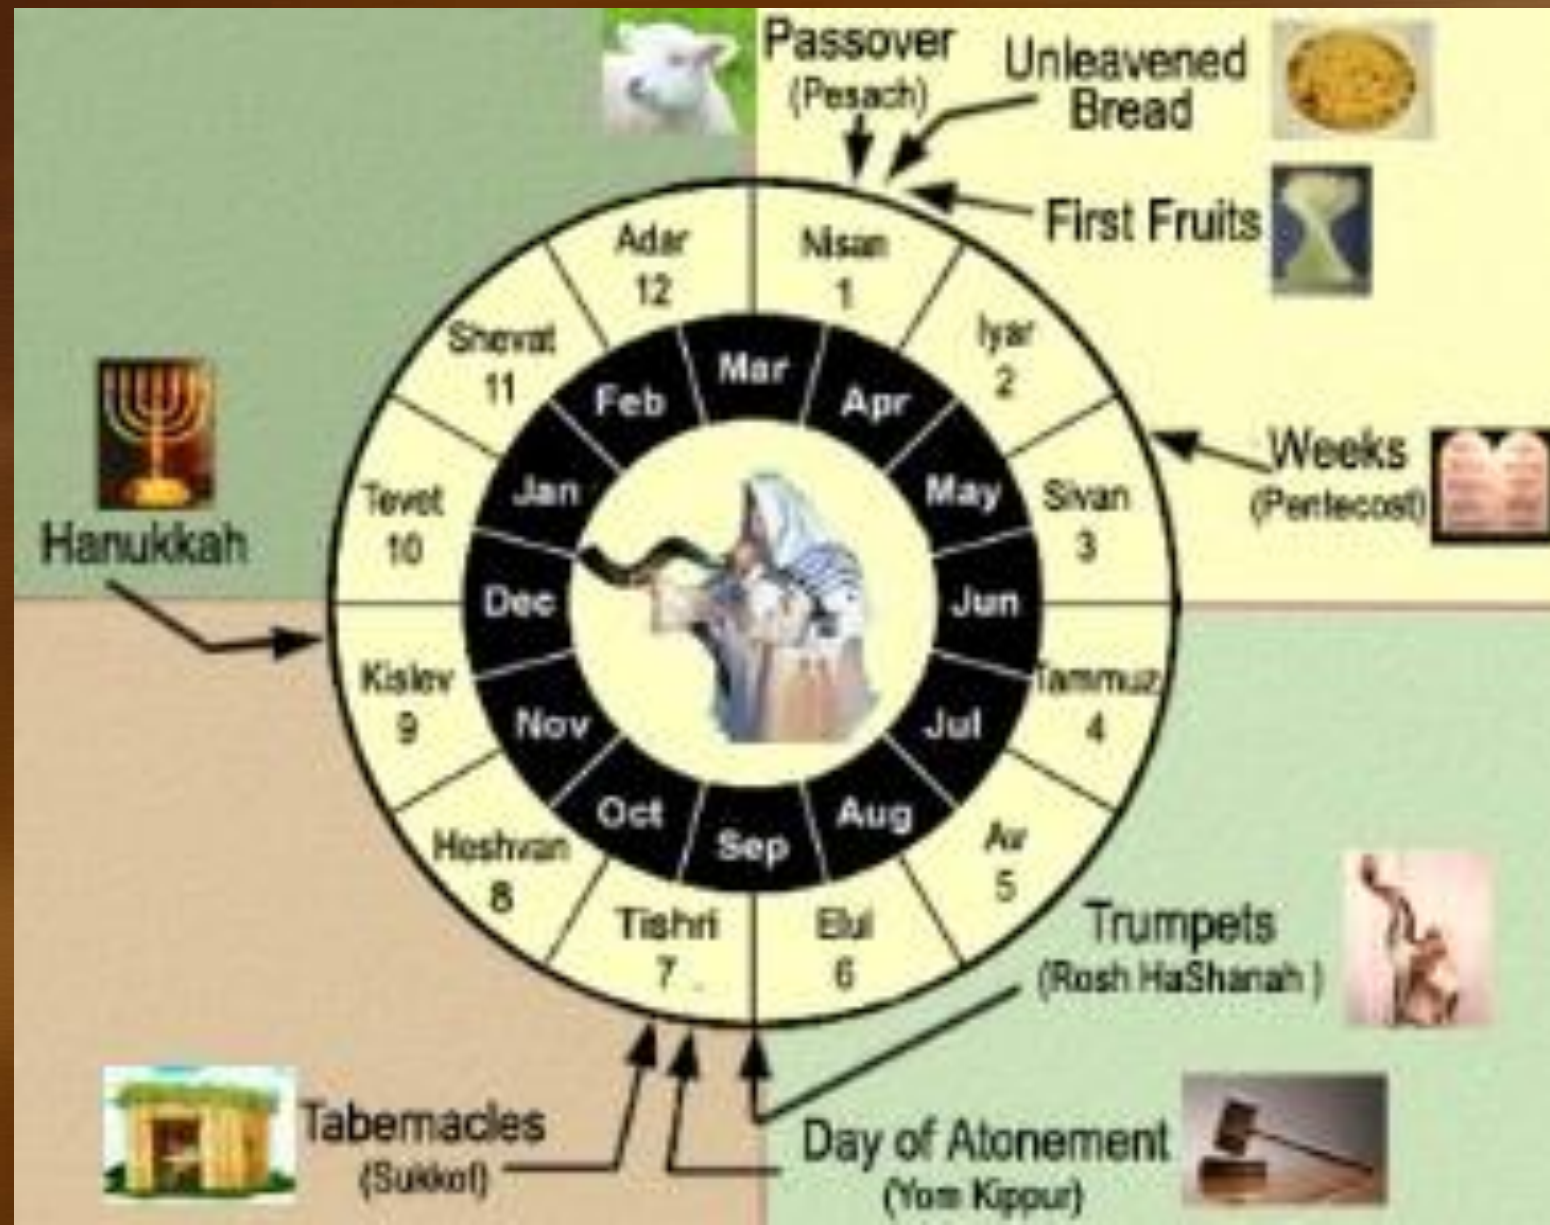 Passover
(Pesach)
Unleavened
Bread
First Fruits
Weeks
(Pentecost)
Trumpets
(Rosh HaShanah )
Day of Atonement
(Yom Kippur)
Tabernacles
(Sukkot)
Hanukkah
Nisan
1
Iyar
2
Sivan
3
Tammuz
4
Av
5
Elul
6
Tishri
7
Heshvan
8
Kislev
9
Tevet
10
Shevat
11
Adar
12
Mar
Apr
May
Jun
Jul
Aug
Sep
Oct
Nov
Dec
Jan
Feb